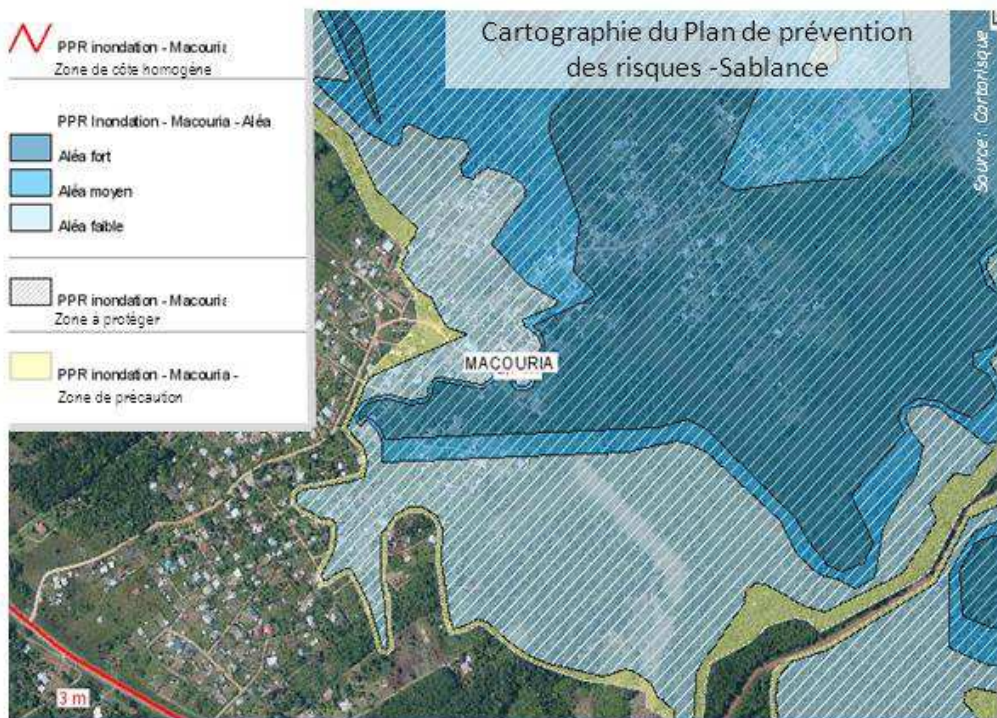 Cartographie du Plan de prévention
des risques -Sablance
Source : Cartorisque
PPR inondation - Macouria
Zone de côte homogène
PPR Inondation - Macouria - Aléa
Aléa fort
Aléa moyen
Aléa faible
PPR inondation - Macouria
Zone à protéger
PPR inondation - Macouria -
Zone de précaution
MACOURIA
3 m